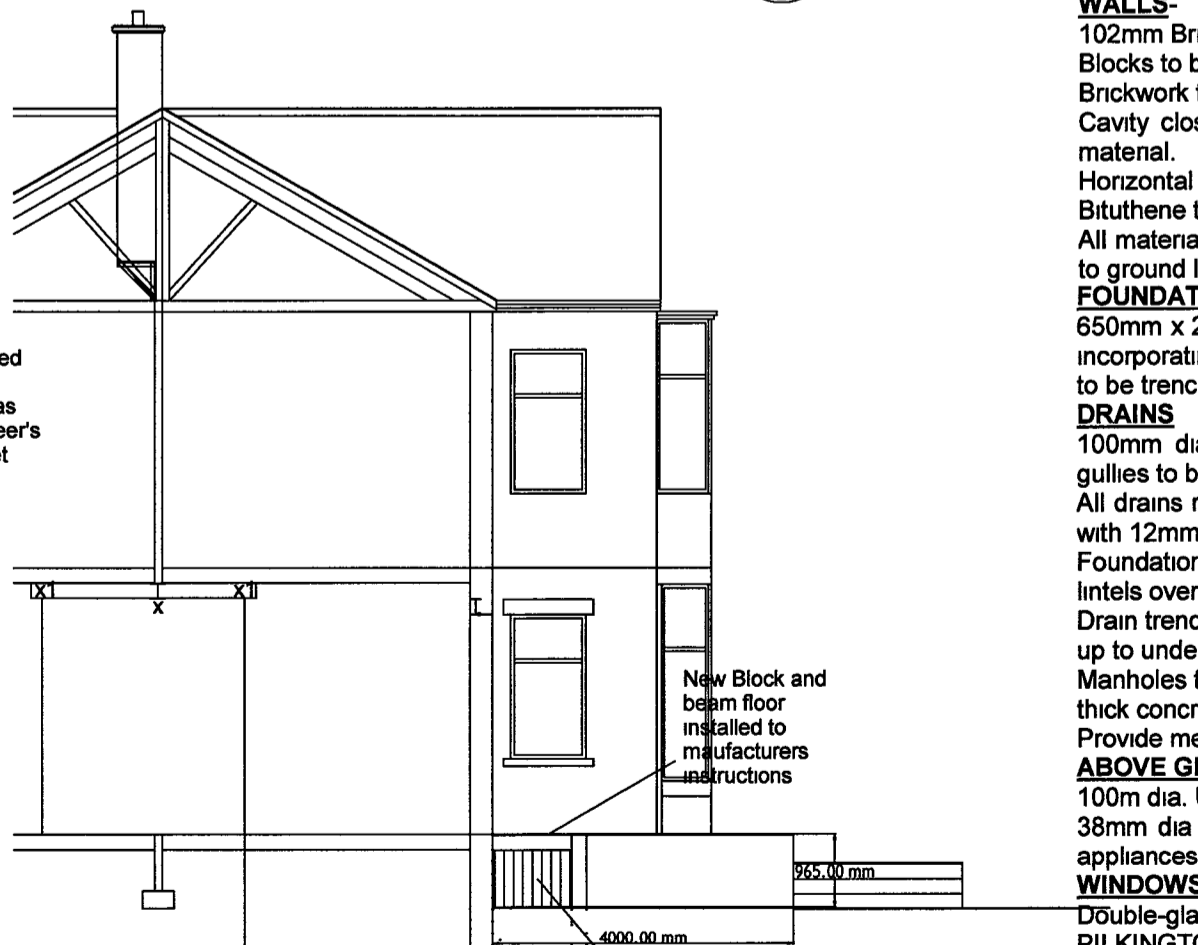 ed
as
eer's
et
X1
X1
X
New Block and
beam floor
installed to
maufacturers
instructions
965.00 mm
4000.00 mm
WALLS-
102mm Bri
Blocks to b
Brickwork t
Cavity clos
material.
Horizontal
Bituthene t
All materia
to ground l
FOUNDAT
650mm x 2
incorporati
to be trenc
DRAINS
100mm dia
gullies to b
All drains r
with 12mm
Foundation
lintels over
Drain trenc
up to unde
Manholes t
thick concr
Provide me
ABOVE GI
100m dia. U
38mm dia
appliances
WINDOWS
Double-gla
PILKINGTO